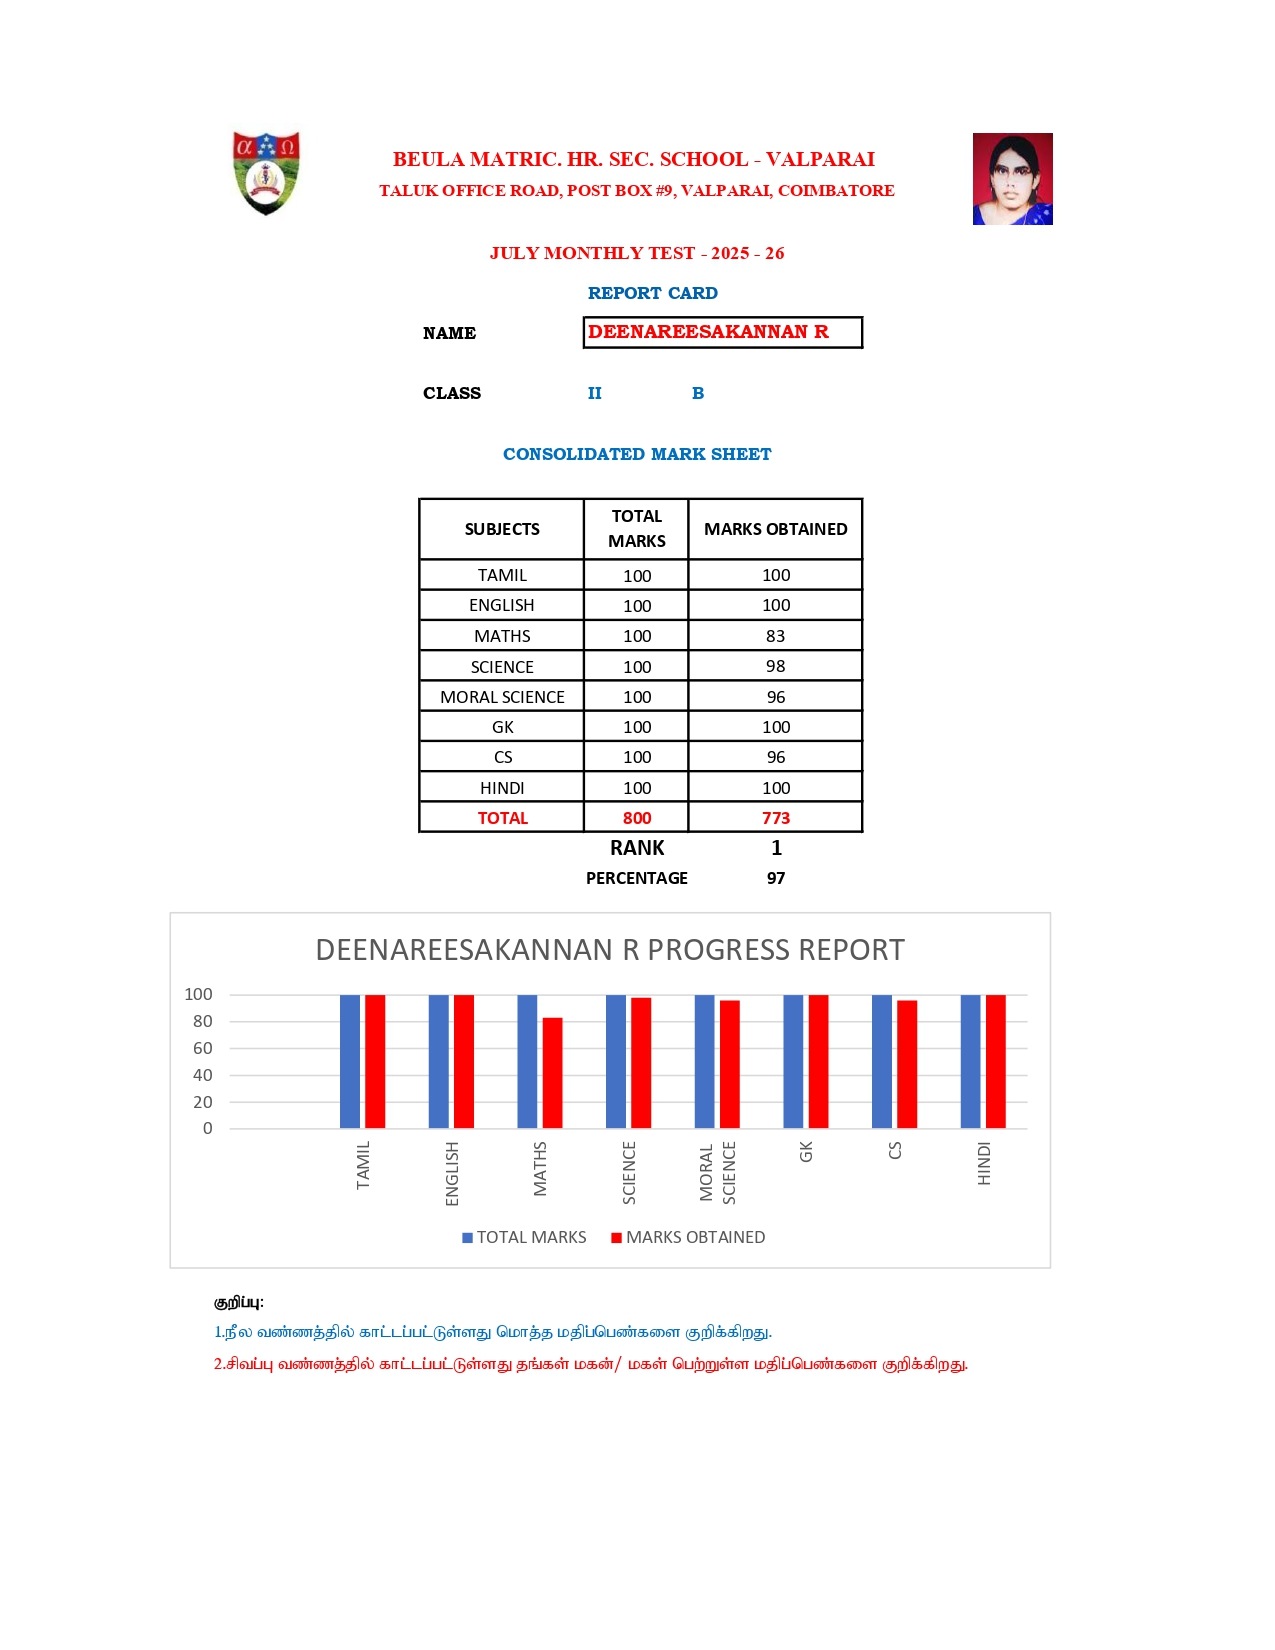 α Ω
BEULA MATRIC. HR. SEC. SCHOOL - VALPARAI
TALUK OFFICE ROAD, POST BOX #9, VALPARAI, COIMBATORE
JULY MONTHLY TEST - 2025 - 26
REPORT CARD
NAME DEENAREESAKANNAN R
CLASS II B
CONSOLIDATED MARK SHEET
SUBJECTS TOTAL MARKS MARKS OBTAINED
TAMIL 100 100
ENGLISH 100 100
MATHS 100 83
SCIENCE 100 98
MORAL SCIENCE 100 96
GK 100 100
CS 100 96
HINDI 100 100
TOTAL 800 773
RANK 1
PERCENTAGE 97
DEENAREESAKANNAN R PROGRESS REPORT
100
80
60
40
20
0
TAMIL ENGLISH MATHS SCIENCE MORAL SCIENCE GK CS HINDI
TOTAL MARKS MARKS OBTAINED
குறிப்பு:
1.நீல வண்ணத்தில் காட்டப்பட்டுள்ளது மொத்த மதிப்பெண்களை குறிக்கிறது.
2.சிவப்பு வண்ணத்தில் காட்டப்பட்டுள்ளது தங்கள் மகன்/ மகள் பெற்றுள்ள மதிப்பெண்களை குறிக்கிறது.